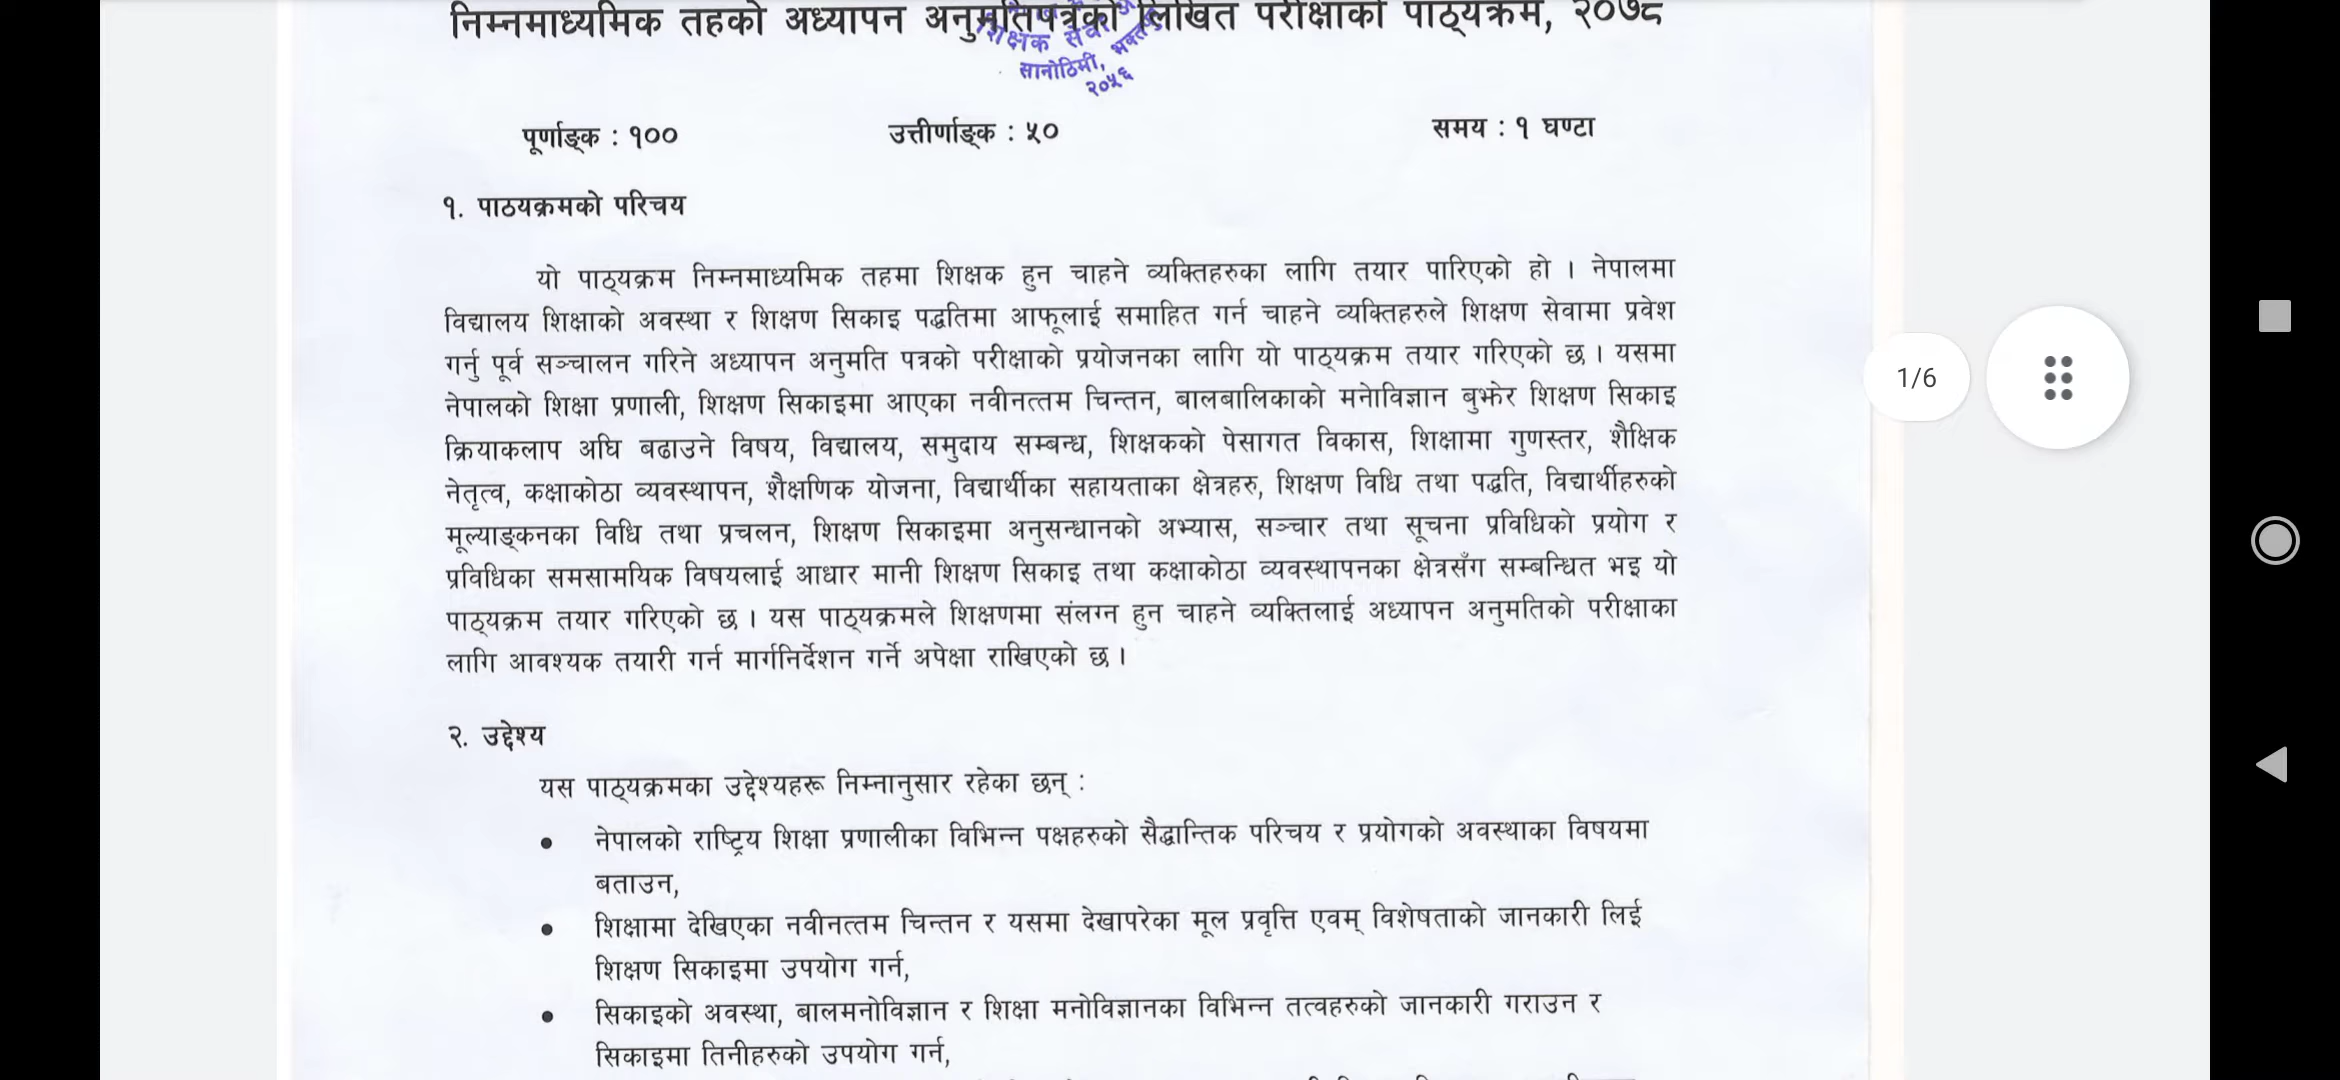 निम्नमाध्यमिक तहको अध्यापन अनुमतिपत्रको लिखित परीक्षाको पाठ्यक्रम, २०७८
शिक्षक सेवा
सानोठिमी,
२०५६
पूर्णाङ्क : १०० उत्तीर्णाङ्क : ५० समय : १ घण्टा
१. पाठयक्रमको परिचय
यो पाठ्यक्रम निम्नमाध्यमिक तहमा शिक्षक हुन चाहने व्यक्तिहरुका लागि तयार पारिएको हो । नेपालमा
विद्यालय शिक्षाको अवस्था र शिक्षण सिकाइ पद्धतिमा आफूलाई समाहित गर्न चाहने व्यक्तिहरुले शिक्षण सेवामा प्रवेश
गर्नु पूर्व सञ्चालन गरिने अध्यापन अनुमति पत्रको परीक्षाको प्रयोजनका लागि यो पाठ्यक्रम तयार गरिएको छ । यसमा
नेपालको शिक्षा प्रणाली, शिक्षण सिकाइमा आएका नवीनत्तम चिन्तन, बालबालिकाको मनोविज्ञान बुझेर शिक्षण सिकाइ
क्रियाकलाप अघि बढाउने विषय, विद्यालय, समुदाय सम्बन्ध, शिक्षकको पेसागत विकास, शिक्षामा गुणस्तर, शैक्षिक
नेतृत्व, कक्षाकोठा व्यवस्थापन, शैक्षणिक योजना, विद्यार्थीका सहायताका क्षेत्रहरु, शिक्षण विधि तथा पद्धति, विद्यार्थीहरुको
मूल्याङ्कनका विधि तथा प्रचलन, शिक्षण सिकाइमा अनुसन्धानको अभ्यास, सञ्चार तथा सूचना प्रविधिको प्रयोग र
प्रविधिका समसामयिक विषयलाई आधार मानी शिक्षण सिकाइ तथा कक्षाकोठा व्यवस्थापनका क्षेत्रसँग सम्बन्धित भइ यो
पाठ्यक्रम तयार गरिएको छ । यस पाठ्यक्रमले शिक्षणमा संलग्न हुन चाहने व्यक्तिलाई अध्यापन अनुमतिको परीक्षाका
लागि आवश्यक तयारी गर्न मार्गनिर्देशन गर्ने अपेक्षा राखिएको छ ।
1/6
२. उद्देश्य
यस पाठ्यक्रमका उद्देश्यहरू निम्नानुसार रहेका छन् :
• नेपालको राष्ट्रिय शिक्षा प्रणालीका विभिन्न पक्षहरुको सैद्धान्तिक परिचय र प्रयोगको अवस्थाका विषयमा
बताउन,
• शिक्षामा देखिएका नवीनत्तम चिन्तन र यसमा देखापरेका मूल प्रवृत्ति एवम् विशेषताको जानकारी लिई
शिक्षण सिकाइमा उपयोग गर्न,
• सिकाइको अवस्था, बालमनोविज्ञान र शिक्षा मनोविज्ञानका विभिन्न तत्वहरुको जानकारी गराउन र
सिकाइमा तिनीहरुको उपयोग गर्न,